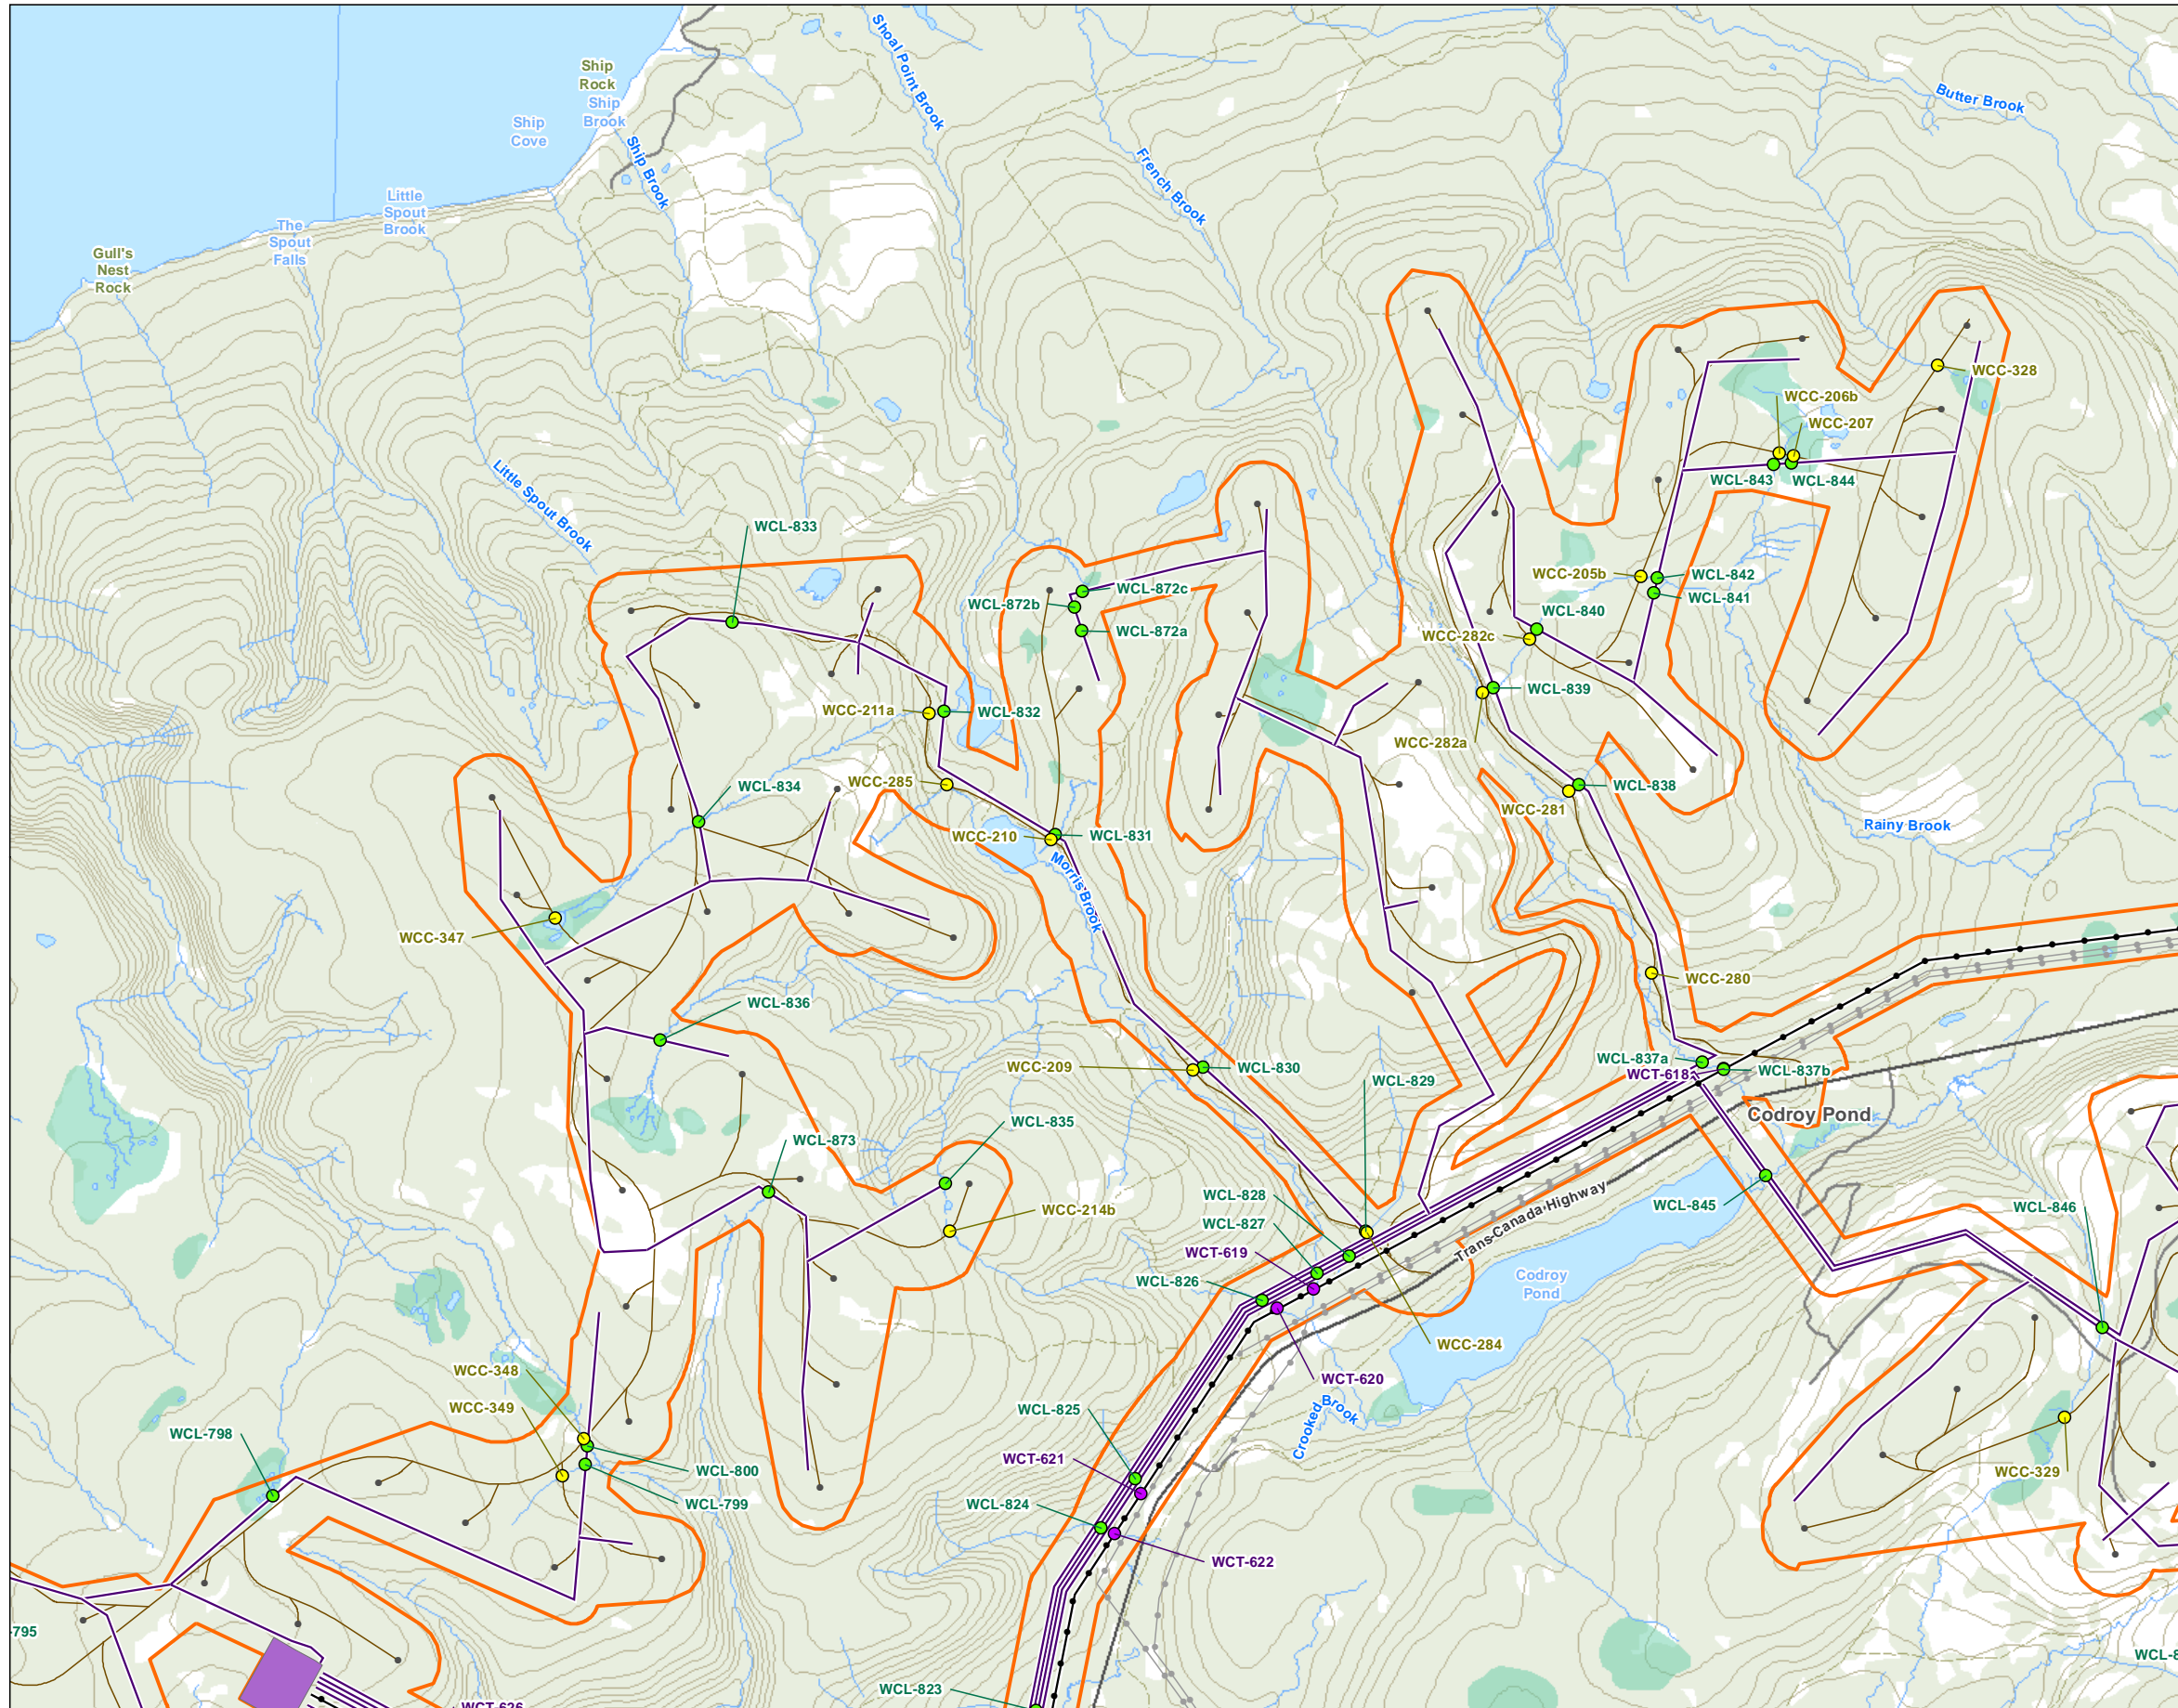 Ship
Rock
Ship
Brook
Ship
Cove
Ship Brook
Shoal Point Brook
French Brook
Butter Brook
Little
Spout
Brook
The
Spout
Falls
Gull's
Nest
Rock
Little Spout Brook
WCC-328
WCC-206b
WCC-207
WCL-843
WCL-844
WCL-833
WCL-872c
WCL-872b
WCL-872a
WCC-205b
WCL-842
WCL-841
WCL-840
WCC-282c
WCL-839
WCC-282a
WCC-211a
WCL-832
WCC-285
WCL-834
WCC-210
WCL-831
Morris Brook
WCL-838
WCC-281
Rainy Brook
WCC-347
WCC-280
WCL-836
WCC-209
WCL-830
WCL-829
WCL-837a
WCT-618
WCL-837b
Codroy Pond
WCL-835
WCL-873
WCC-214b
WCL-828
WCL-827
WCT-619
WCL-826
Trans-Canada Highway
WCL-845
WCL-846
Codroy
Pond
WCC-284
WCT-620
Crooked Brook
WCC-348
WCC-349
WCL-798
WCL-800
WCL-799
WCL-825
WCT-621
WCL-824
WCT-622
WCC-329
-795
WCL-823
WCT-626
WCL-8